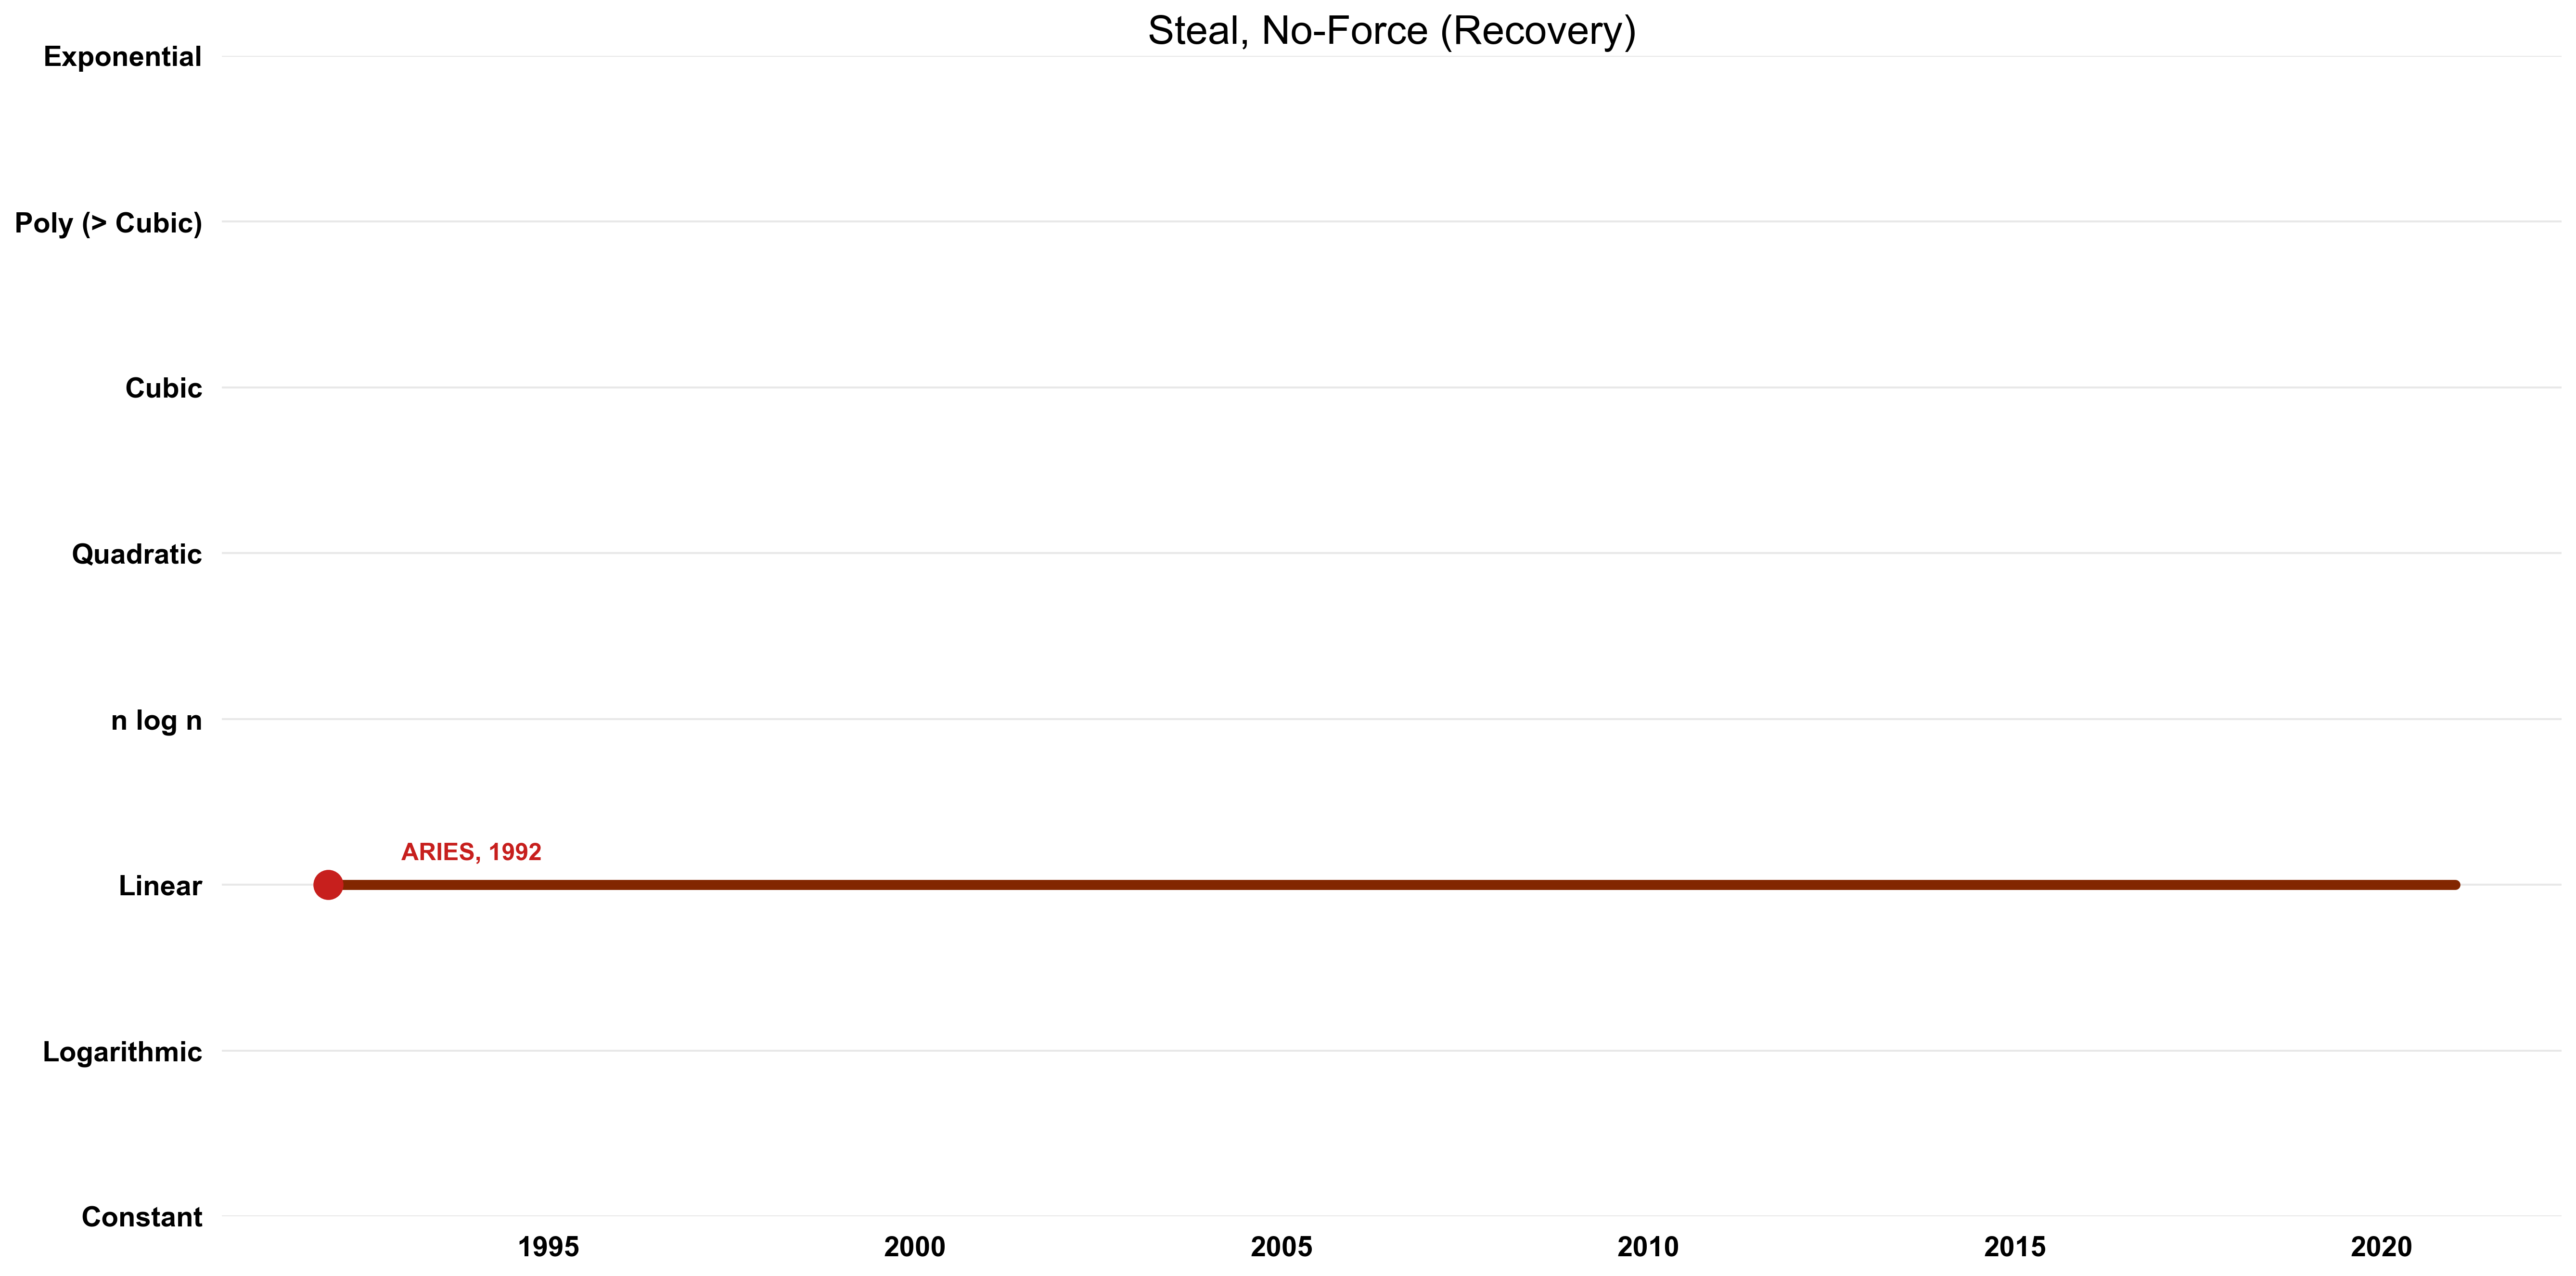 Steal, No-Force (Recovery)
Exponential
Poly (> Cubic)
Cubic
Quadratic
n log n
Linear
Logarithmic
Constant
ARIES, 1992
1995 2000 2005 2010 2015 2020